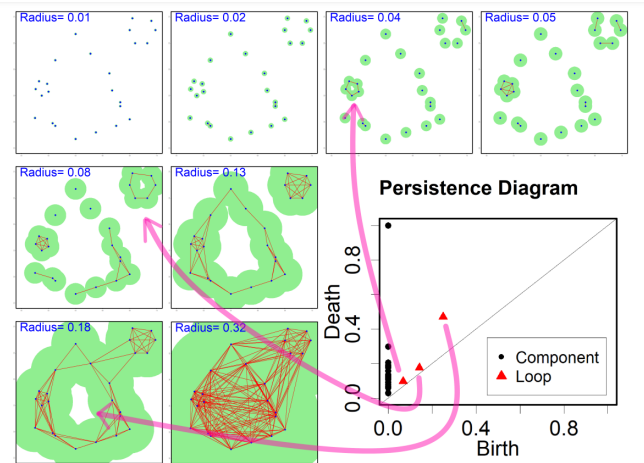 Radius= 0.01
Radius= 0.02
Radius= 0.04
Radius= 0.05
Radius= 0.08
Radius= 0.13
Radius= 0.18
Radius= 0.32
Persistence Diagram
Death
0.8
0.4
0.0
Component
Loop
0.0 0.4 0.8
Birth